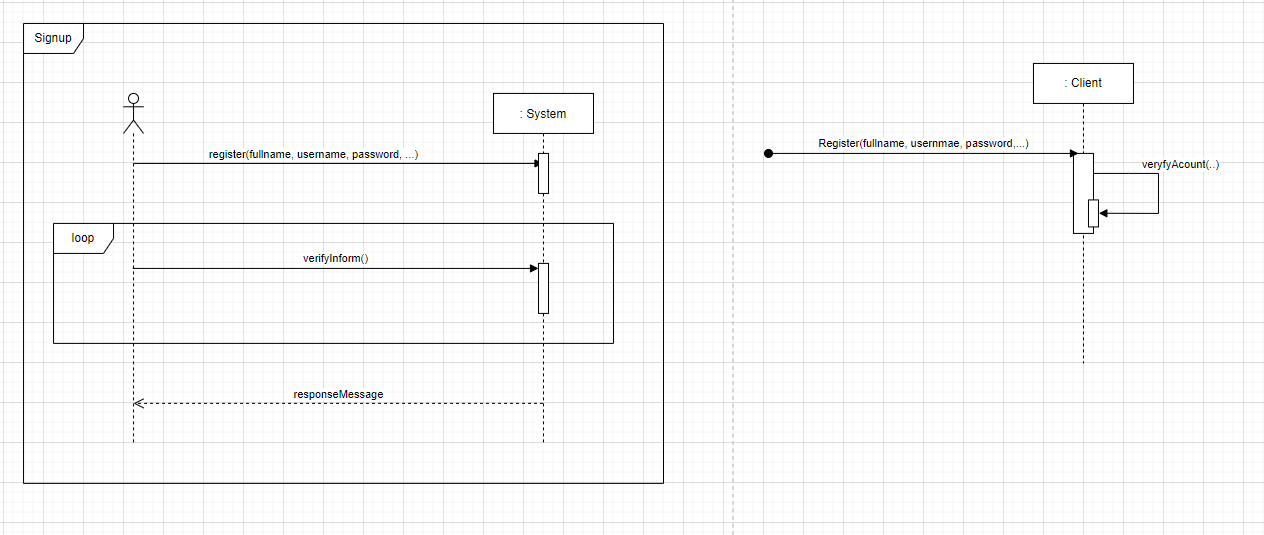 Signup
: System
register(fullname, username, password, ...)
loop
verifyInform()
responseMessage
: Client
Register(fullname, usernmae, password,...)
veryfyAcount(..)